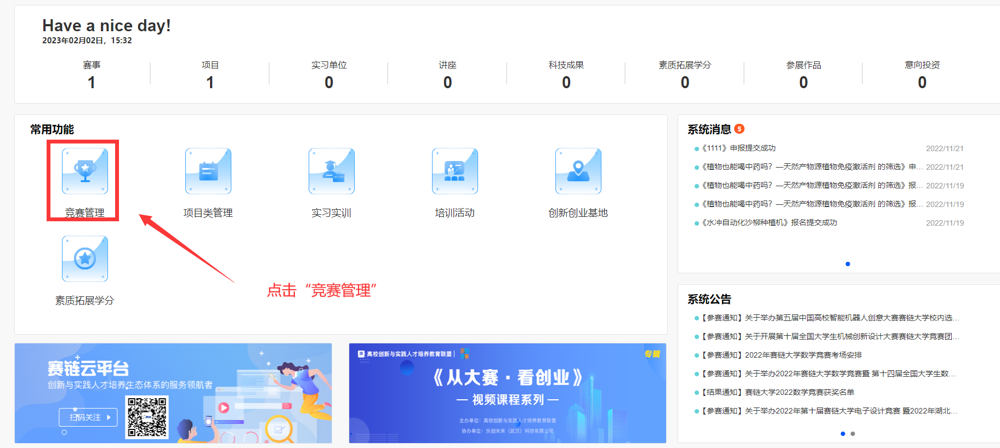 Have a nice day!
2023年02月02日，15:32
赛事
1
项目
1
实习单位
0
讲座
0
科技成果
0
素质拓展学分
0
参展作品
0
意向投资
0
常用功能
竞赛管理
项目类管理
实习实训
培训活动
创新创业基地
素质拓展学分
点击“竞赛管理”
系统消息 5
《1111》申报提交成功 2022/11/21
《植物也能喝中药吗？—天然产物源植物免疫激活剂 的筛选》申... 2022/11/21
《植物也能喝中药吗？—天然产物源植物免疫激活剂 的筛选》报... 2022/11/19
《植物也能喝中药吗？—天然产物源植物免疫激活剂 的筛选》报... 2022/11/19
《水冲自动化沙柳种植机》报名提交成功 2022/11/19
系统公告
【参赛通知】关于举办第五届中国高校智能机器人创意大赛赛链大学校内选...
【参赛通知】关于开展第十届全国大学生机械创新设计大赛赛链大学竞赛团...
【参赛通知】2022年赛链大学数学竞赛考场安排
【参赛通知】关于举办2022年赛链大学数学竞赛暨 第十四届全国大学生数...
【结果通知】赛链大学2022数学竞赛获奖名单
【参赛通知】关于举办2022年第十届赛链大学电子设计竞赛 暨2022年湖北...
赛链云平台
创新与实践人才培养生态体系的服务领航者
扫码关注
高校创新与实践人才培养教育联盟
专辑
《从大赛·看创业》
— 视频课程系列 —
主办单位：高校创新与实践人才培养教育联盟
协办单位：乐创未来（武汉）科技有限公司